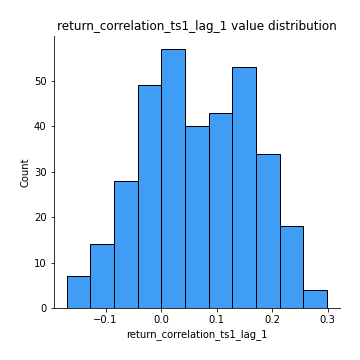 return_correlation_ts1_lag_1 value distribution
50
40
30
20
10
0
Count
−0.1 0.0 0.1 0.2 0.3
return_correlation_ts1_lag_1